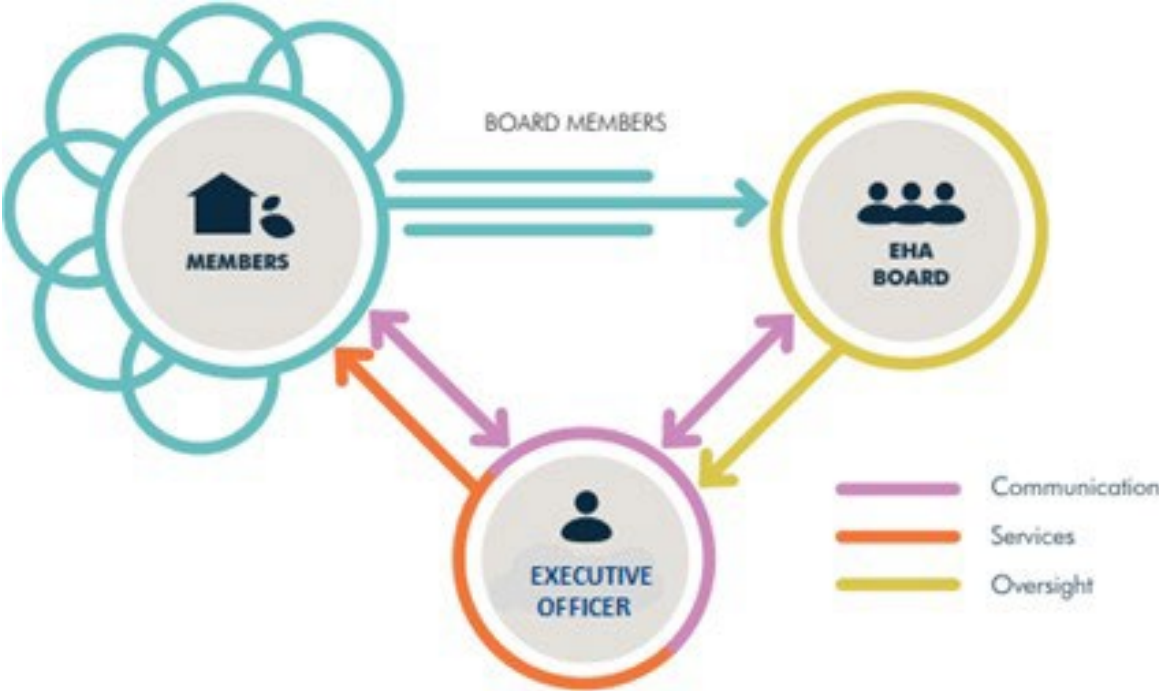 BOARD MEMBERS
MEMBERS
EHA
BOARD
EXECUTIVE
OFFICER
Communication
Services
Oversight